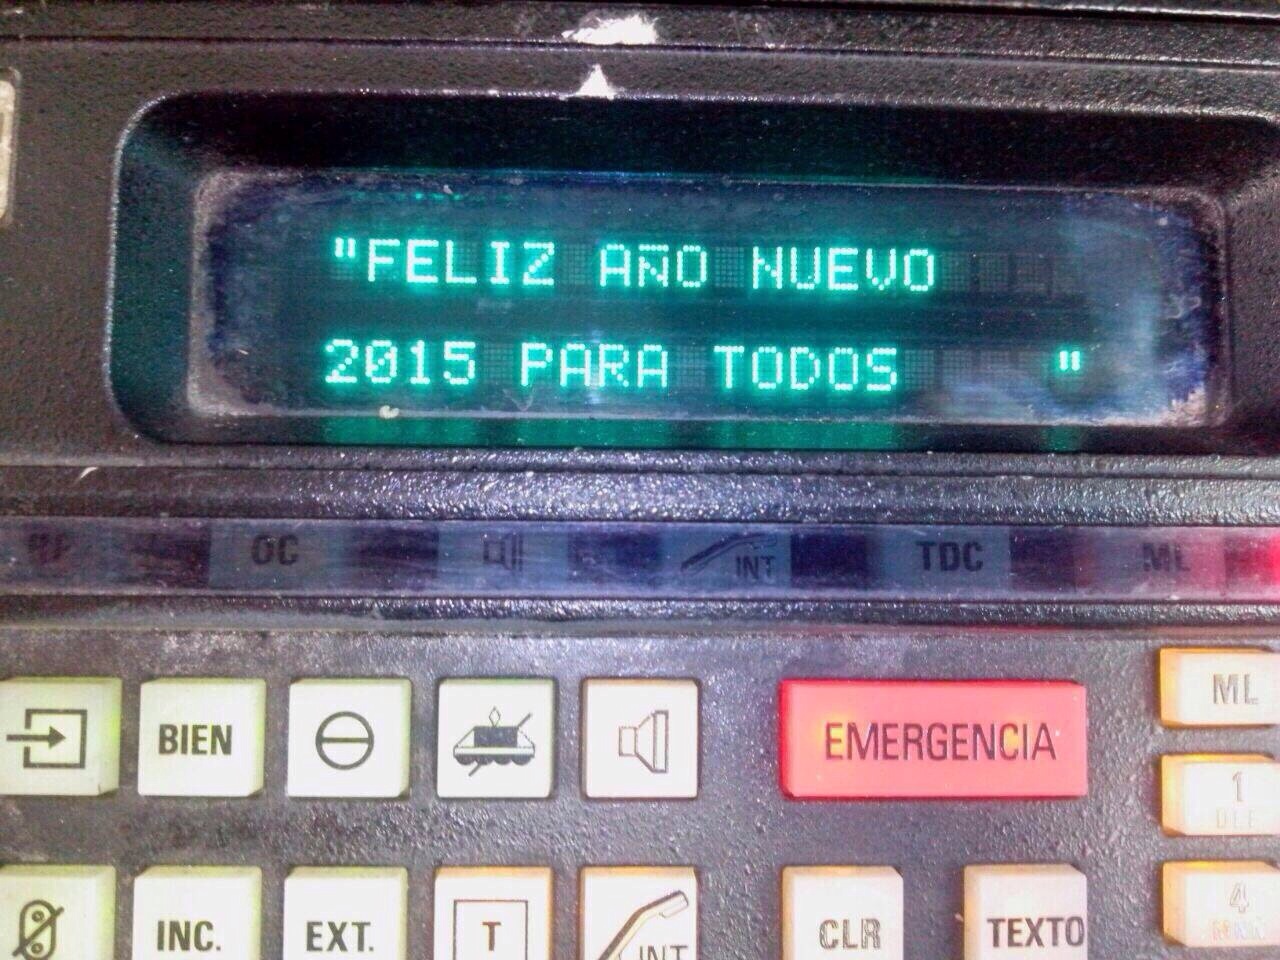 "FELIZ AÑO NUEVO
2015 PARA TODOS "
OC
INT
TDC
ML
BIEN
EMERGENCIA
ML
1
INC.
EXT.
T
INT
CLR
TEXTO
4